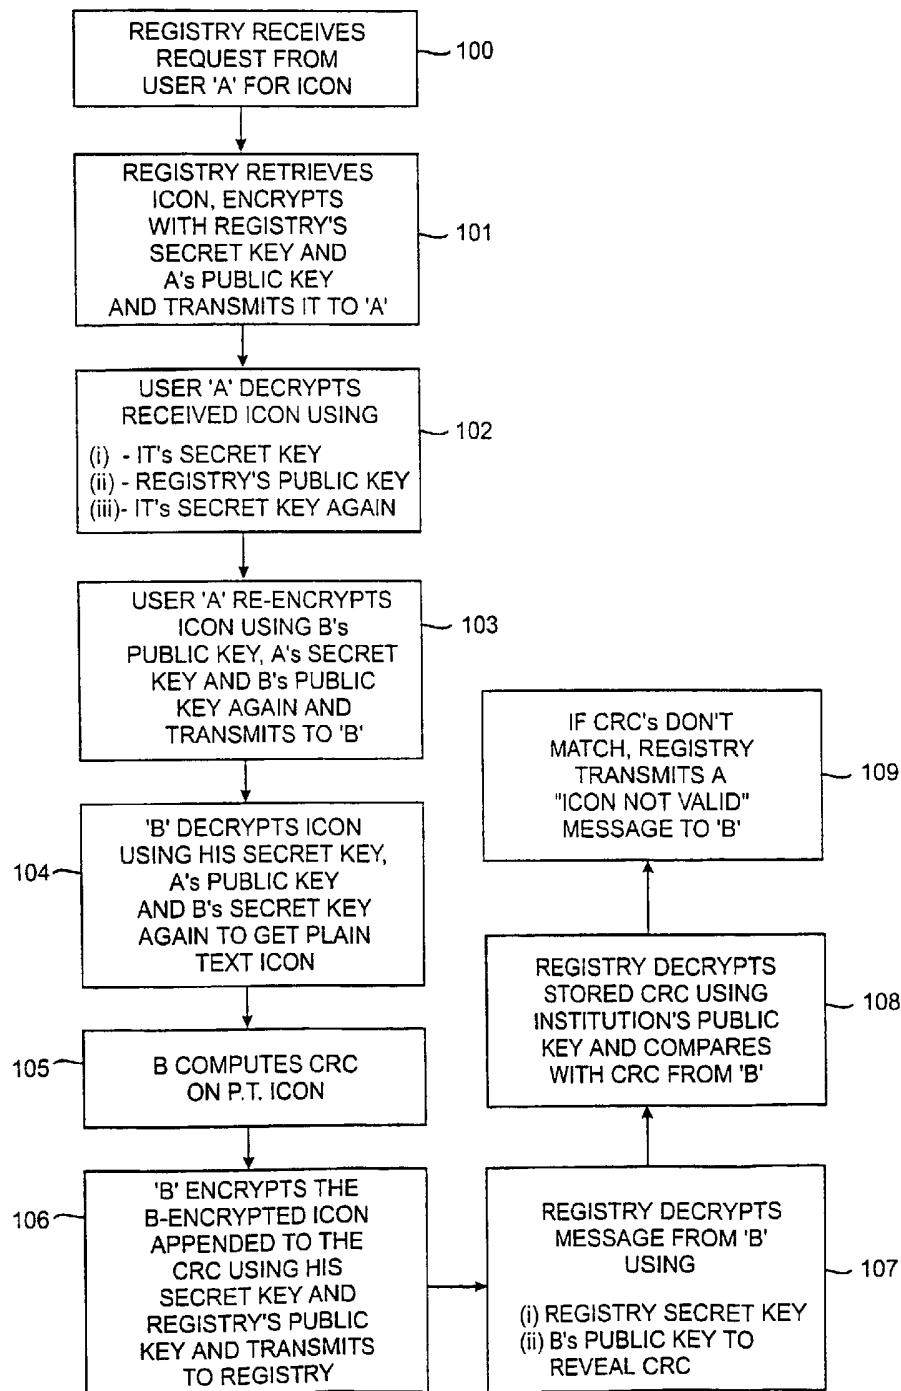 REGISTRY RECEIVES
REQUEST FROM
USER 'A' FOR ICON
100
REGISTRY RETRIEVES
ICON, ENCRYPTS
WITH REGISTRY'S
SECRET KEY AND
A's PUBLIC KEY
AND TRANSMITS IT TO 'A'
101
USER 'A' DECRYPTS
RECEIVED ICON USING
(i) - IT's SECRET KEY
(ii) - REGISTRY'S PUBLIC KEY
(iii)- IT's SECRET KEY AGAIN
102
USER 'A' RE-ENCRYPTS
ICON USING B's
PUBLIC KEY, A's SECRET
KEY AND B's PUBLIC
KEY AGAIN AND
TRANSMITS TO 'B'
103
'B' DECRYPTS ICON
USING HIS SECRET KEY,
A's PUBLIC KEY
AND B's SECRET KEY
AGAIN TO GET PLAIN
TEXT ICON
104
B COMPUTES CRC
ON P.T. ICON
105
'B' ENCRYPTS THE
B-ENCRYPTED ICON
APPENDED TO THE
CRC USING HIS
SECRET KEY AND
REGISTRY'S PUBLIC
KEY AND TRANSMITS
TO REGISTRY
106
REGISTRY DECRYPTS
MESSAGE FROM 'B'
USING
(i) REGISTRY SECRET KEY
(ii) B's PUBLIC KEY TO
REVEAL CRC
107
REGISTRY DECRYPTS
STORED CRC USING
INSTITUTION'S PUBLIC
KEY AND COMPARES
WITH CRC FROM 'B'
108
IF CRC's DON'T
MATCH, REGISTRY
TRANSMITS A
"ICON NOT VALID"
MESSAGE TO 'B'
109